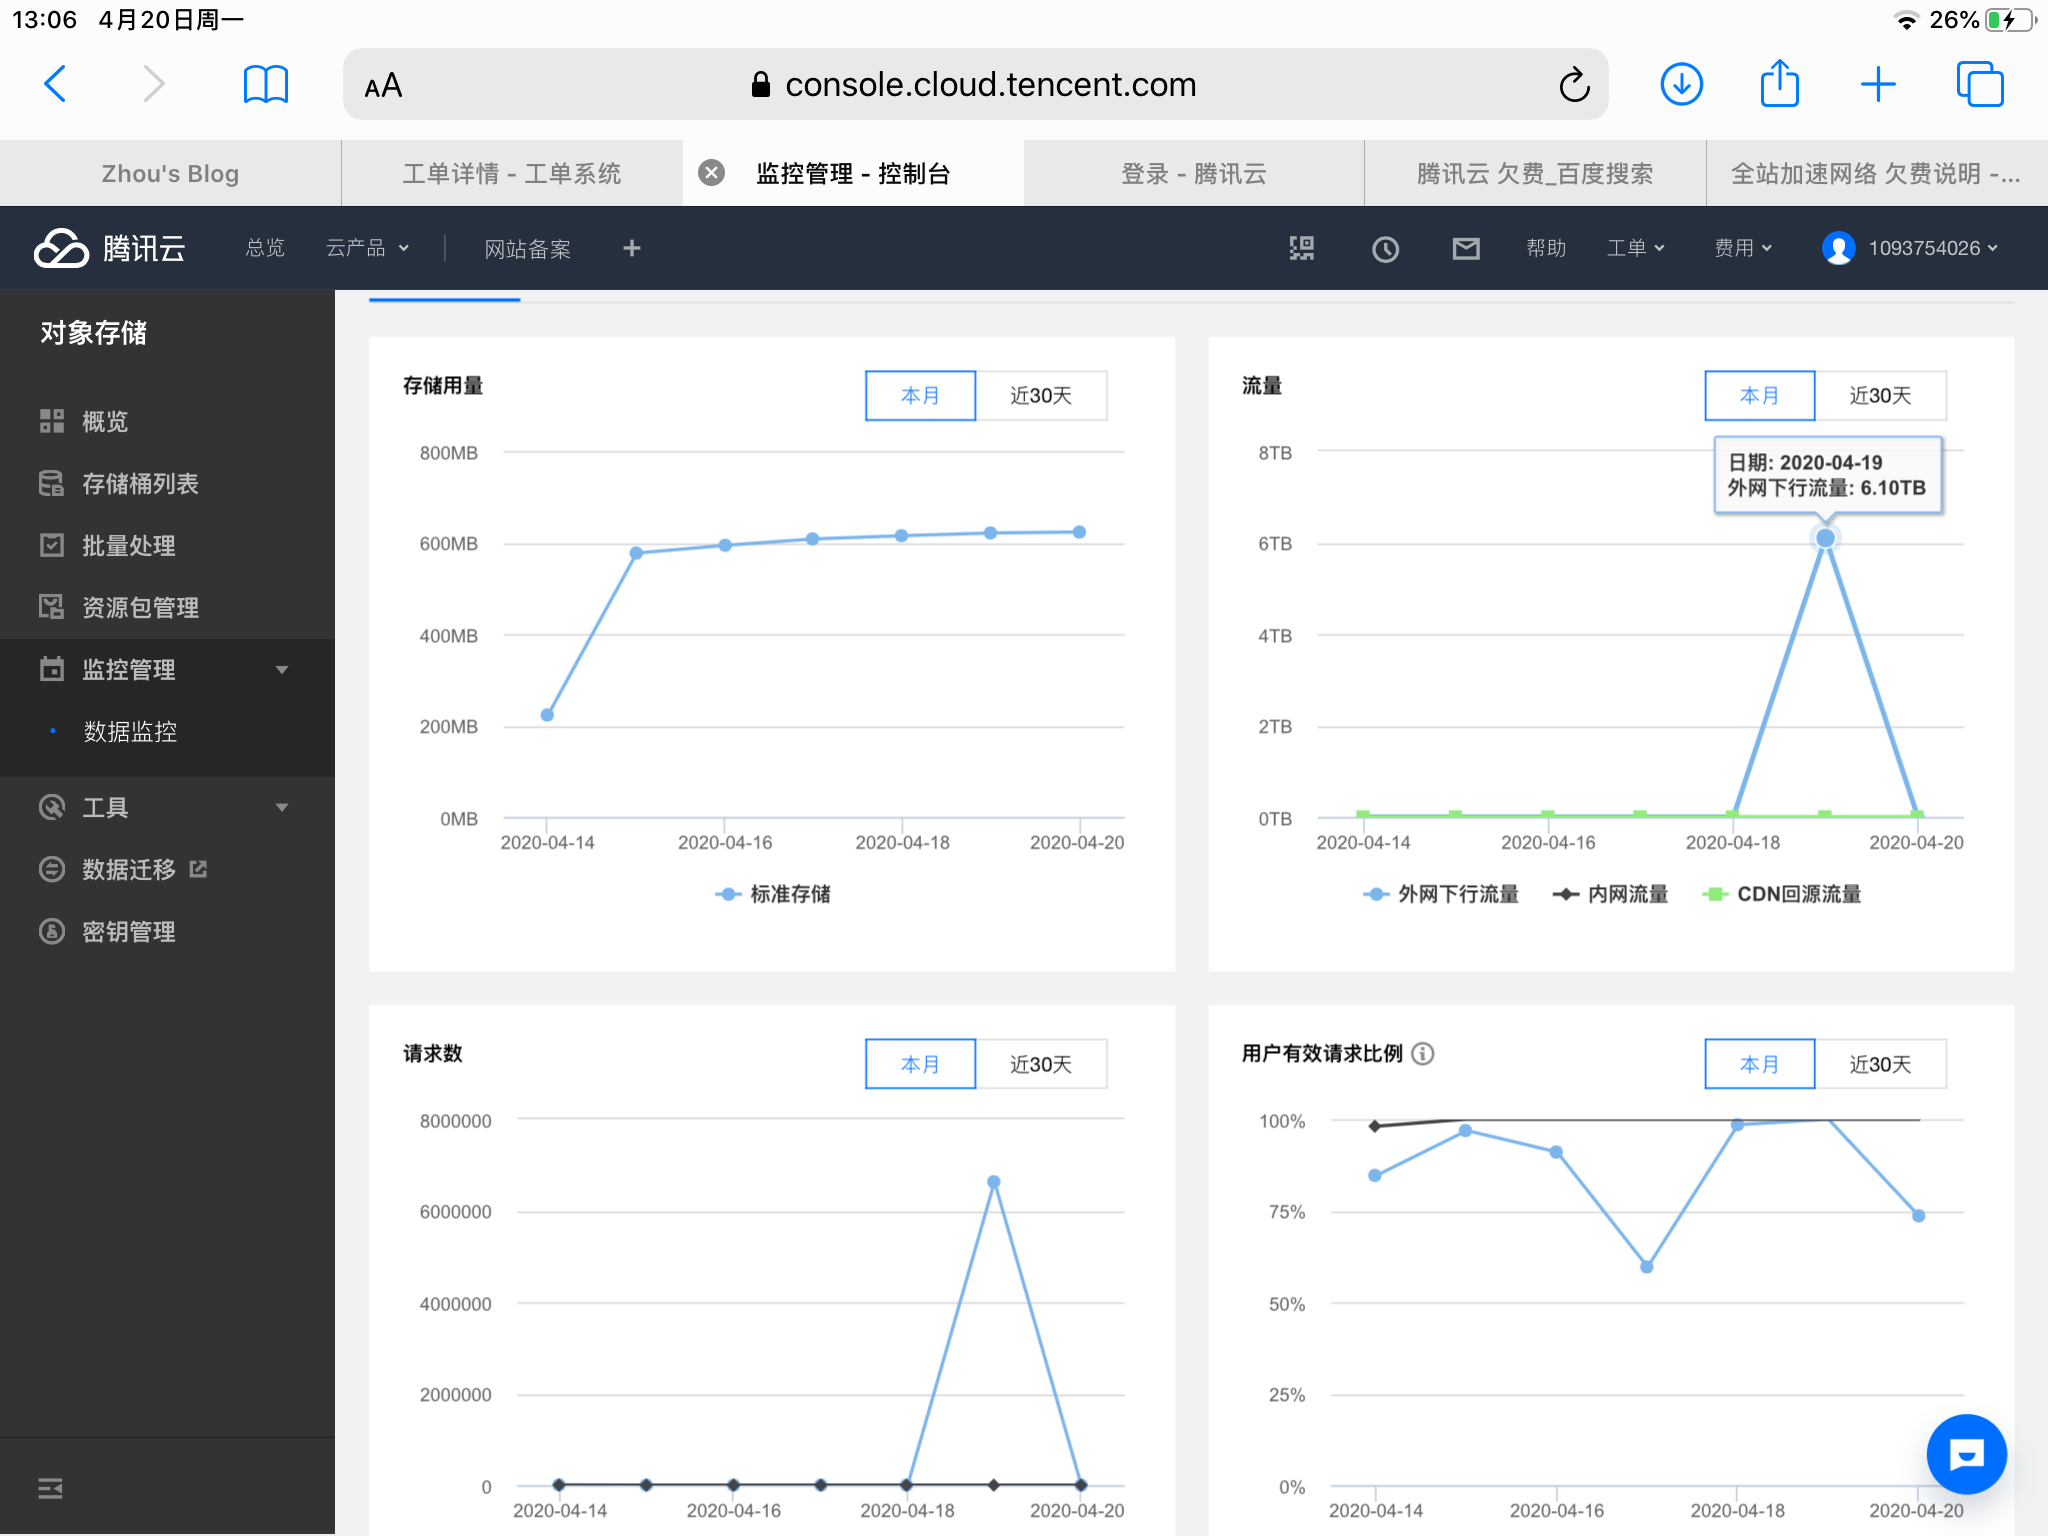 13:06 4月20日周一
26%
AA
console.cloud.tencent.com
Zhou's Blog
工单详情 - 工单系统
监控管理 - 控制台
登录 - 腾讯云
腾讯云 欠费_百度搜索
全站加速网络 欠费说明 -...
腾讯云
总览
云产品
网站备案
帮助
工单
费用
1093754026
对象存储
概览
存储桶列表
批量处理
资源包管理
监控管理
数据监控
工具
数据迁移
密钥管理
存储用量
本月
近30天
800MB
600MB
400MB
200MB
0MB
2020-04-14
2020-04-16
2020-04-18
2020-04-20
标准存储
流量
本月
近30天
8TB
日期: 2020-04-19
外网下行流量: 6.10TB
6TB
4TB
2TB
0TB
2020-04-14
2020-04-16
2020-04-18
2020-04-20
外网下行流量
内网流量
CDN回源流量
请求数
本月
近30天
8000000
6000000
4000000
2000000
0
2020-04-14
2020-04-16
2020-04-18
2020-04-20
用户有效请求比例
本月
近30天
100%
75%
50%
25%
0%
2020-04-14
2020-04-16
2020-04-18
2020-04-20